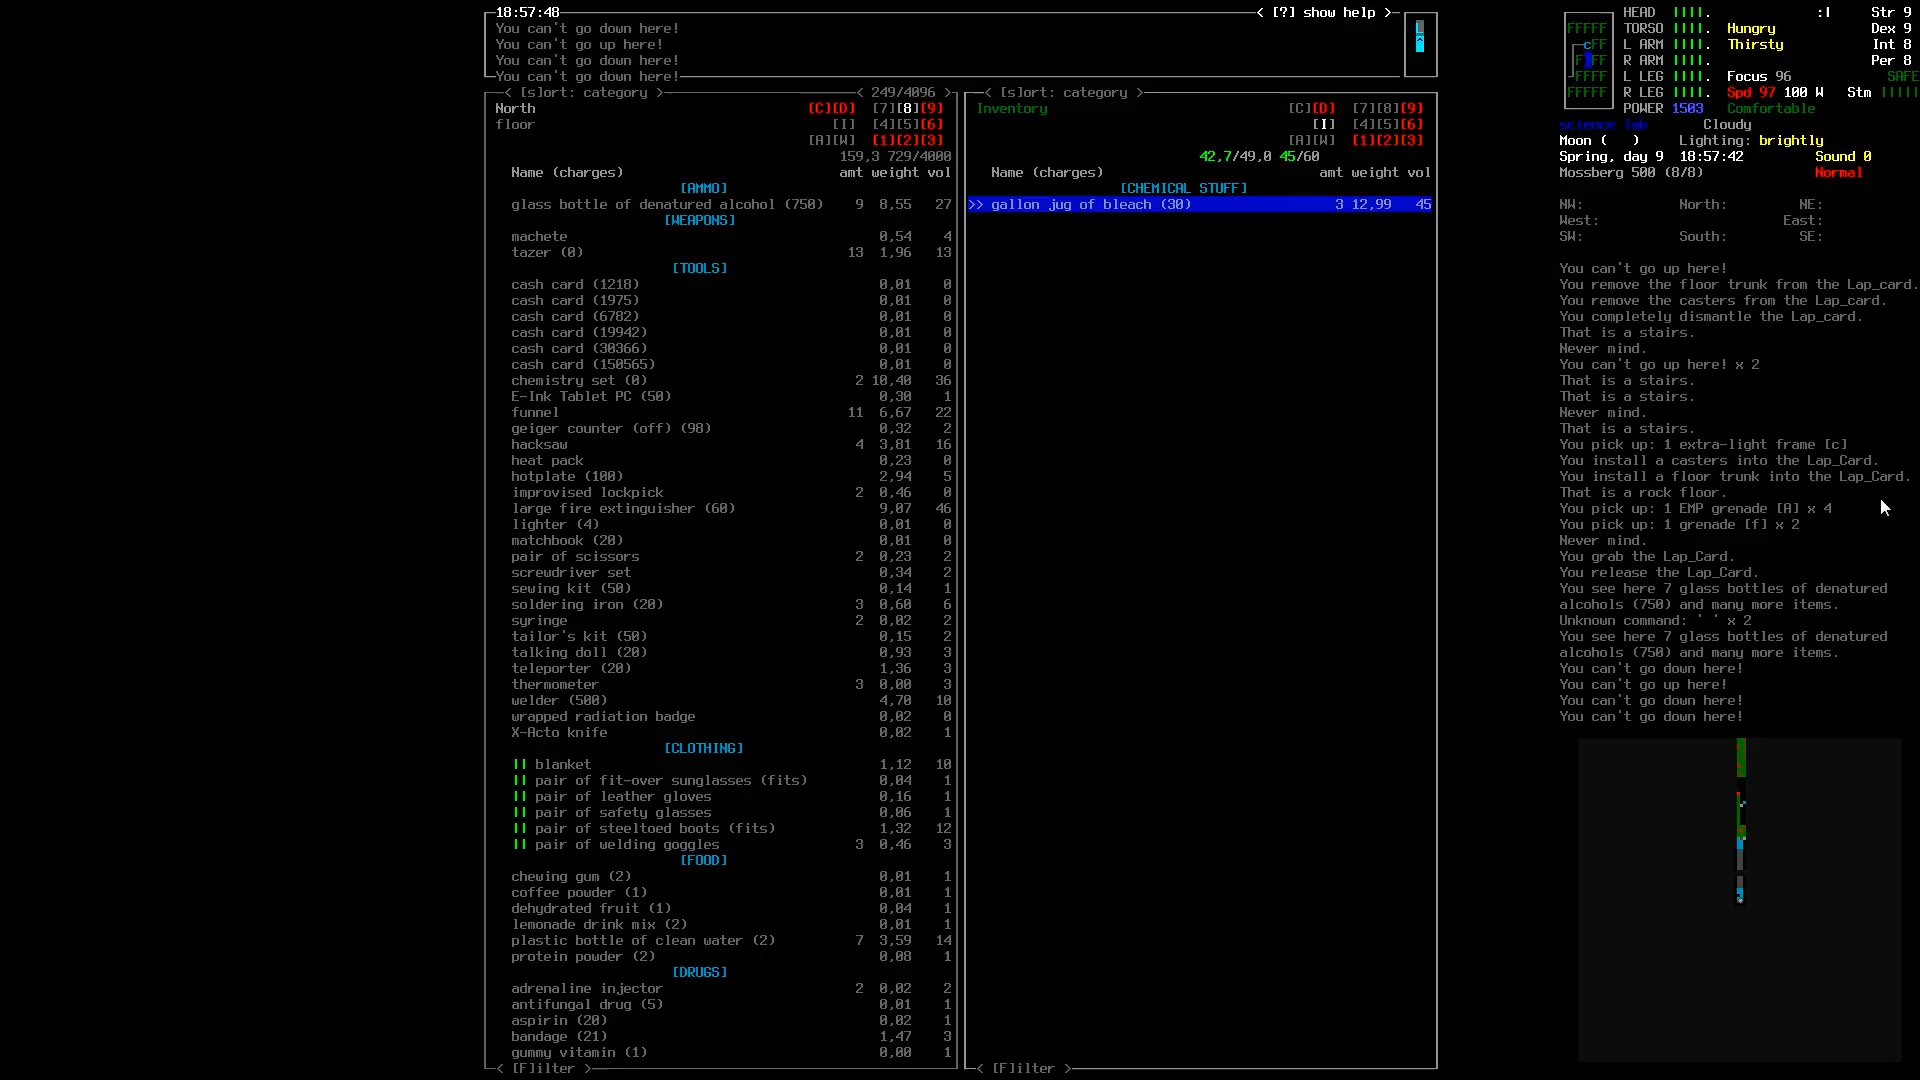 18:57:48 < [?] show help >
You can't go down here!
You can't go up here!
You can't go down here!
You can't go down here!
< [s]ort: category > < 249/4096 >
North [C][D] [7][8][9]
floor [I] [4][5][6]
[A][W] [1][2][3]
159,3 729/4000
Name (charges) amt weight vol
[AMMO]
glass bottle of denatured alcohol (750) 9 8,55 27
[WEAPONS]
machete 0,54 4
tazer (0) 13 1,96 13
[TOOLS]
cash card (1218) 0,01 0
cash card (1975) 0,01 0
cash card (6782) 0,01 0
cash card (19942) 0,01 0
cash card (30366) 0,01 0
cash card (150565) 0,01 0
chemistry set (0) 2 10,40 36
E-Ink Tablet PC (50) 0,30 1
funnel 11 6,67 22
geiger counter (off) (98) 0,32 2
hacksaw 4 3,81 16
heat pack 0,23 0
hotplate (100) 2,94 5
improvised lockpick 2 0,46 0
large fire extinguisher (60) 9,07 46
lighter (4) 0,01 0
matchbook (20) 0,01 0
pair of scissors 2 0,23 2
screwdriver set 0,34 2
sewing kit (50) 0,14 1
soldering iron (20) 3 0,60 6
syringe 2 0,02 2
tailor's kit (50) 0,15 2
talking doll (20) 0,93 3
teleporter (20) 1,36 3
thermometer 3 0,00 3
welder (500) 4,70 10
wrapped radiation badge 0,02 0
X-Acto knife 0,02 1
[CLOTHING]
|| blanket 1,12 10
|| pair of fit-over sunglasses (fits) 0,04 1
|| pair of leather gloves 0,16 1
|| pair of safety glasses 0,06 1
|| pair of steeltoed boots (fits) 1,32 12
|| pair of welding goggles 3 0,46 3
[FOOD]
chewing gum (2) 0,01 1
coffee powder (1) 0,01 1
dehydrated fruit (1) 0,04 1
lemonade drink mix (2) 0,01 1
plastic bottle of clean water (2) 7 3,59 14
protein powder (2) 0,08 1
[DRUGS]
adrenaline injector 2 0,02 2
antifungal drug (5) 0,01 1
aspirin (20) 0,02 1
bandage (21) 1,47 3
gummy vitamin (1) 0,00 1
< [F]ilter >
< [s]ort: category >
Inventory [C][D] [7][8][9]
[I] [4][5][6]
[A][W] [1][2][3]
42,7/49,0 45/60
Name (charges) amt weight vol
[CHEMICAL STUFF]
>> gallon jug of bleach (30) 3 12,99 45
< [F]ilter >
HEAD ||||. :| Str 9
FFFFF TORSO ||||. Hungry Dex 9
cFF L ARM ||||. Thirsty Int 8
F FF R ARM ||||. Per 8
FFFF L LEG ||||. Focus 96 SAFE
FFFFF R LEG ||||. Spd 97 100 W Stm |||||
POWER 1503 Comfortable
science lab Cloudy
Moon ( ) Lighting: brightly
Spring, day 9 18:57:42 Sound 0
Mossberg 500 (8/8) Normal
NW: North: NE:
West: East:
SW: South: SE:
You can't go up here!
You remove the floor trunk from the Lap_card.
You remove the casters from the Lap_card.
You completely dismantle the Lap_card.
That is a stairs.
Never mind.
You can't go up here! x 2
That is a stairs.
That is a stairs.
Never mind.
That is a stairs.
You pick up: 1 extra-light frame [c]
You install a casters into the Lap_Card.
You install a floor trunk into the Lap_Card.
That is a rock floor.
You pick up: 1 EMP grenade [A] x 4
You pick up: 1 grenade [f] x 2
Never mind.
You grab the Lap_Card.
You release the Lap_Card.
You see here 7 glass bottles of denatured
alcohols (750) and many more items.
Unknown command: ' ' x 2
You see here 7 glass bottles of denatured
alcohols (750) and many more items.
You can't go down here!
You can't go up here!
You can't go down here!
You can't go down here!